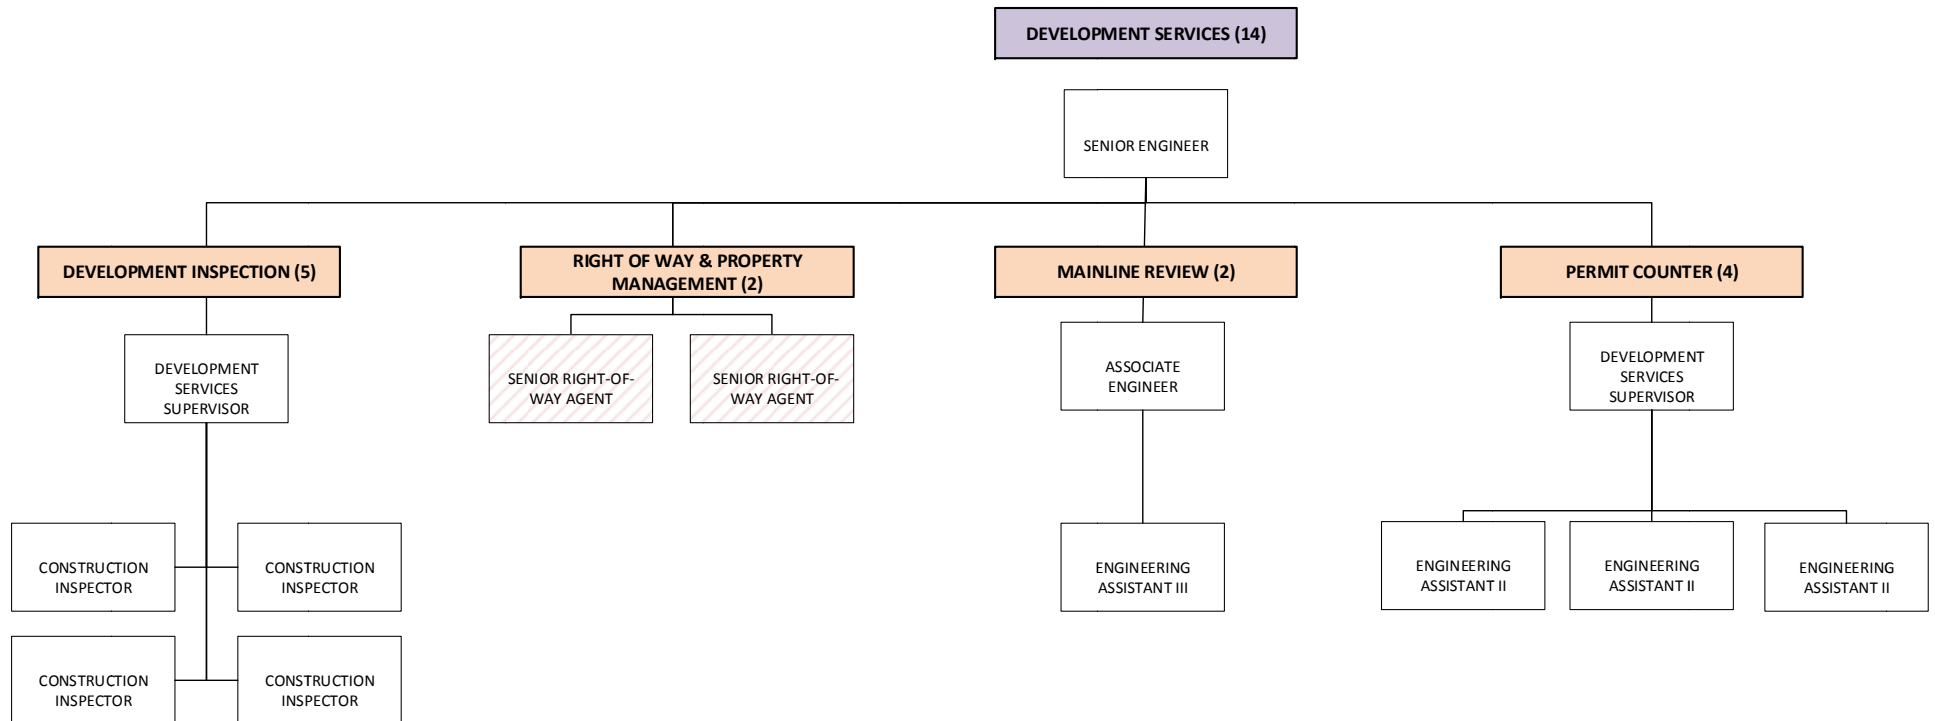 DEVELOPMENT SERVICES (14)
SENIOR ENGINEER
DEVELOPMENT INSPECTION (5)
RIGHT OF WAY & PROPERTY
MANAGEMENT (2)
MAINLINE REVIEW (2)
PERMIT COUNTER (4)
DEVELOPMENT
SERVICES
SUPERVISOR
SENIOR RIGHT-OF-
WAY AGENT
SENIOR RIGHT-OF-
WAY AGENT
ASSOCIATE
ENGINEER
DEVELOPMENT
SERVICES
SUPERVISOR
CONSTRUCTION
INSPECTOR
CONSTRUCTION
INSPECTOR
ENGINEERING
ASSISTANT III
ENGINEERING
ASSISTANT II
ENGINEERING
ASSISTANT II
ENGINEERING
ASSISTANT II
CONSTRUCTION
INSPECTOR
CONSTRUCTION
INSPECTOR